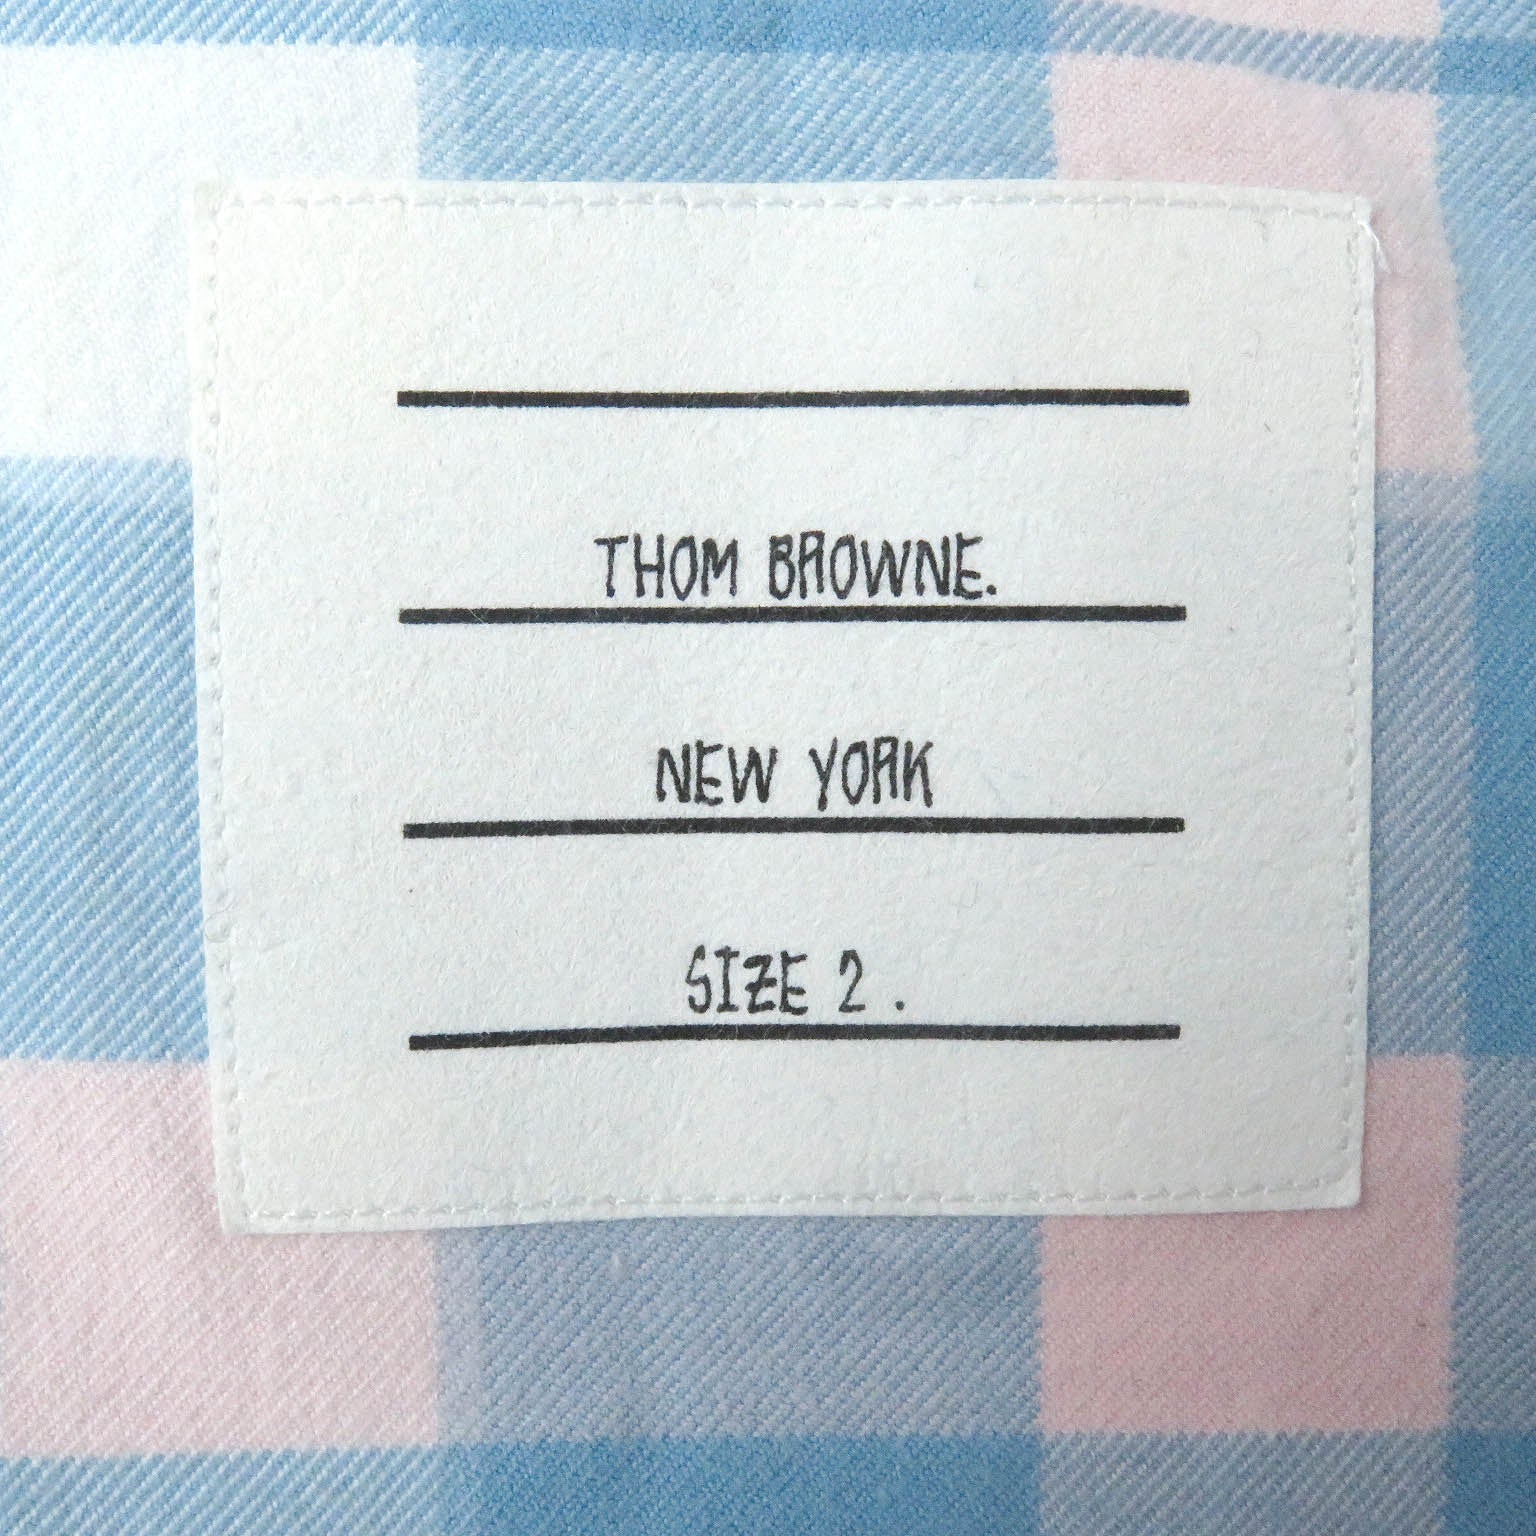 THOM BROWNE.
NEW YORK
SIZE 2 .